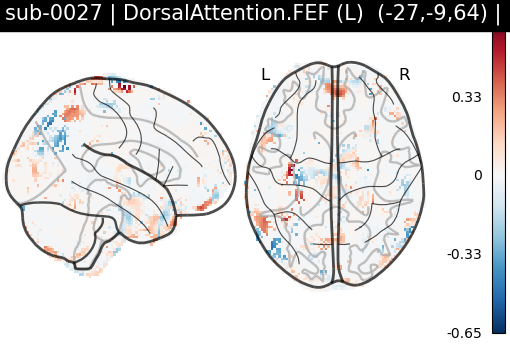 sub-0027 | DorsalAttention.FEF (L)  (-27,-9,64) |
L
R
0.33
0
-0.33
-0.65